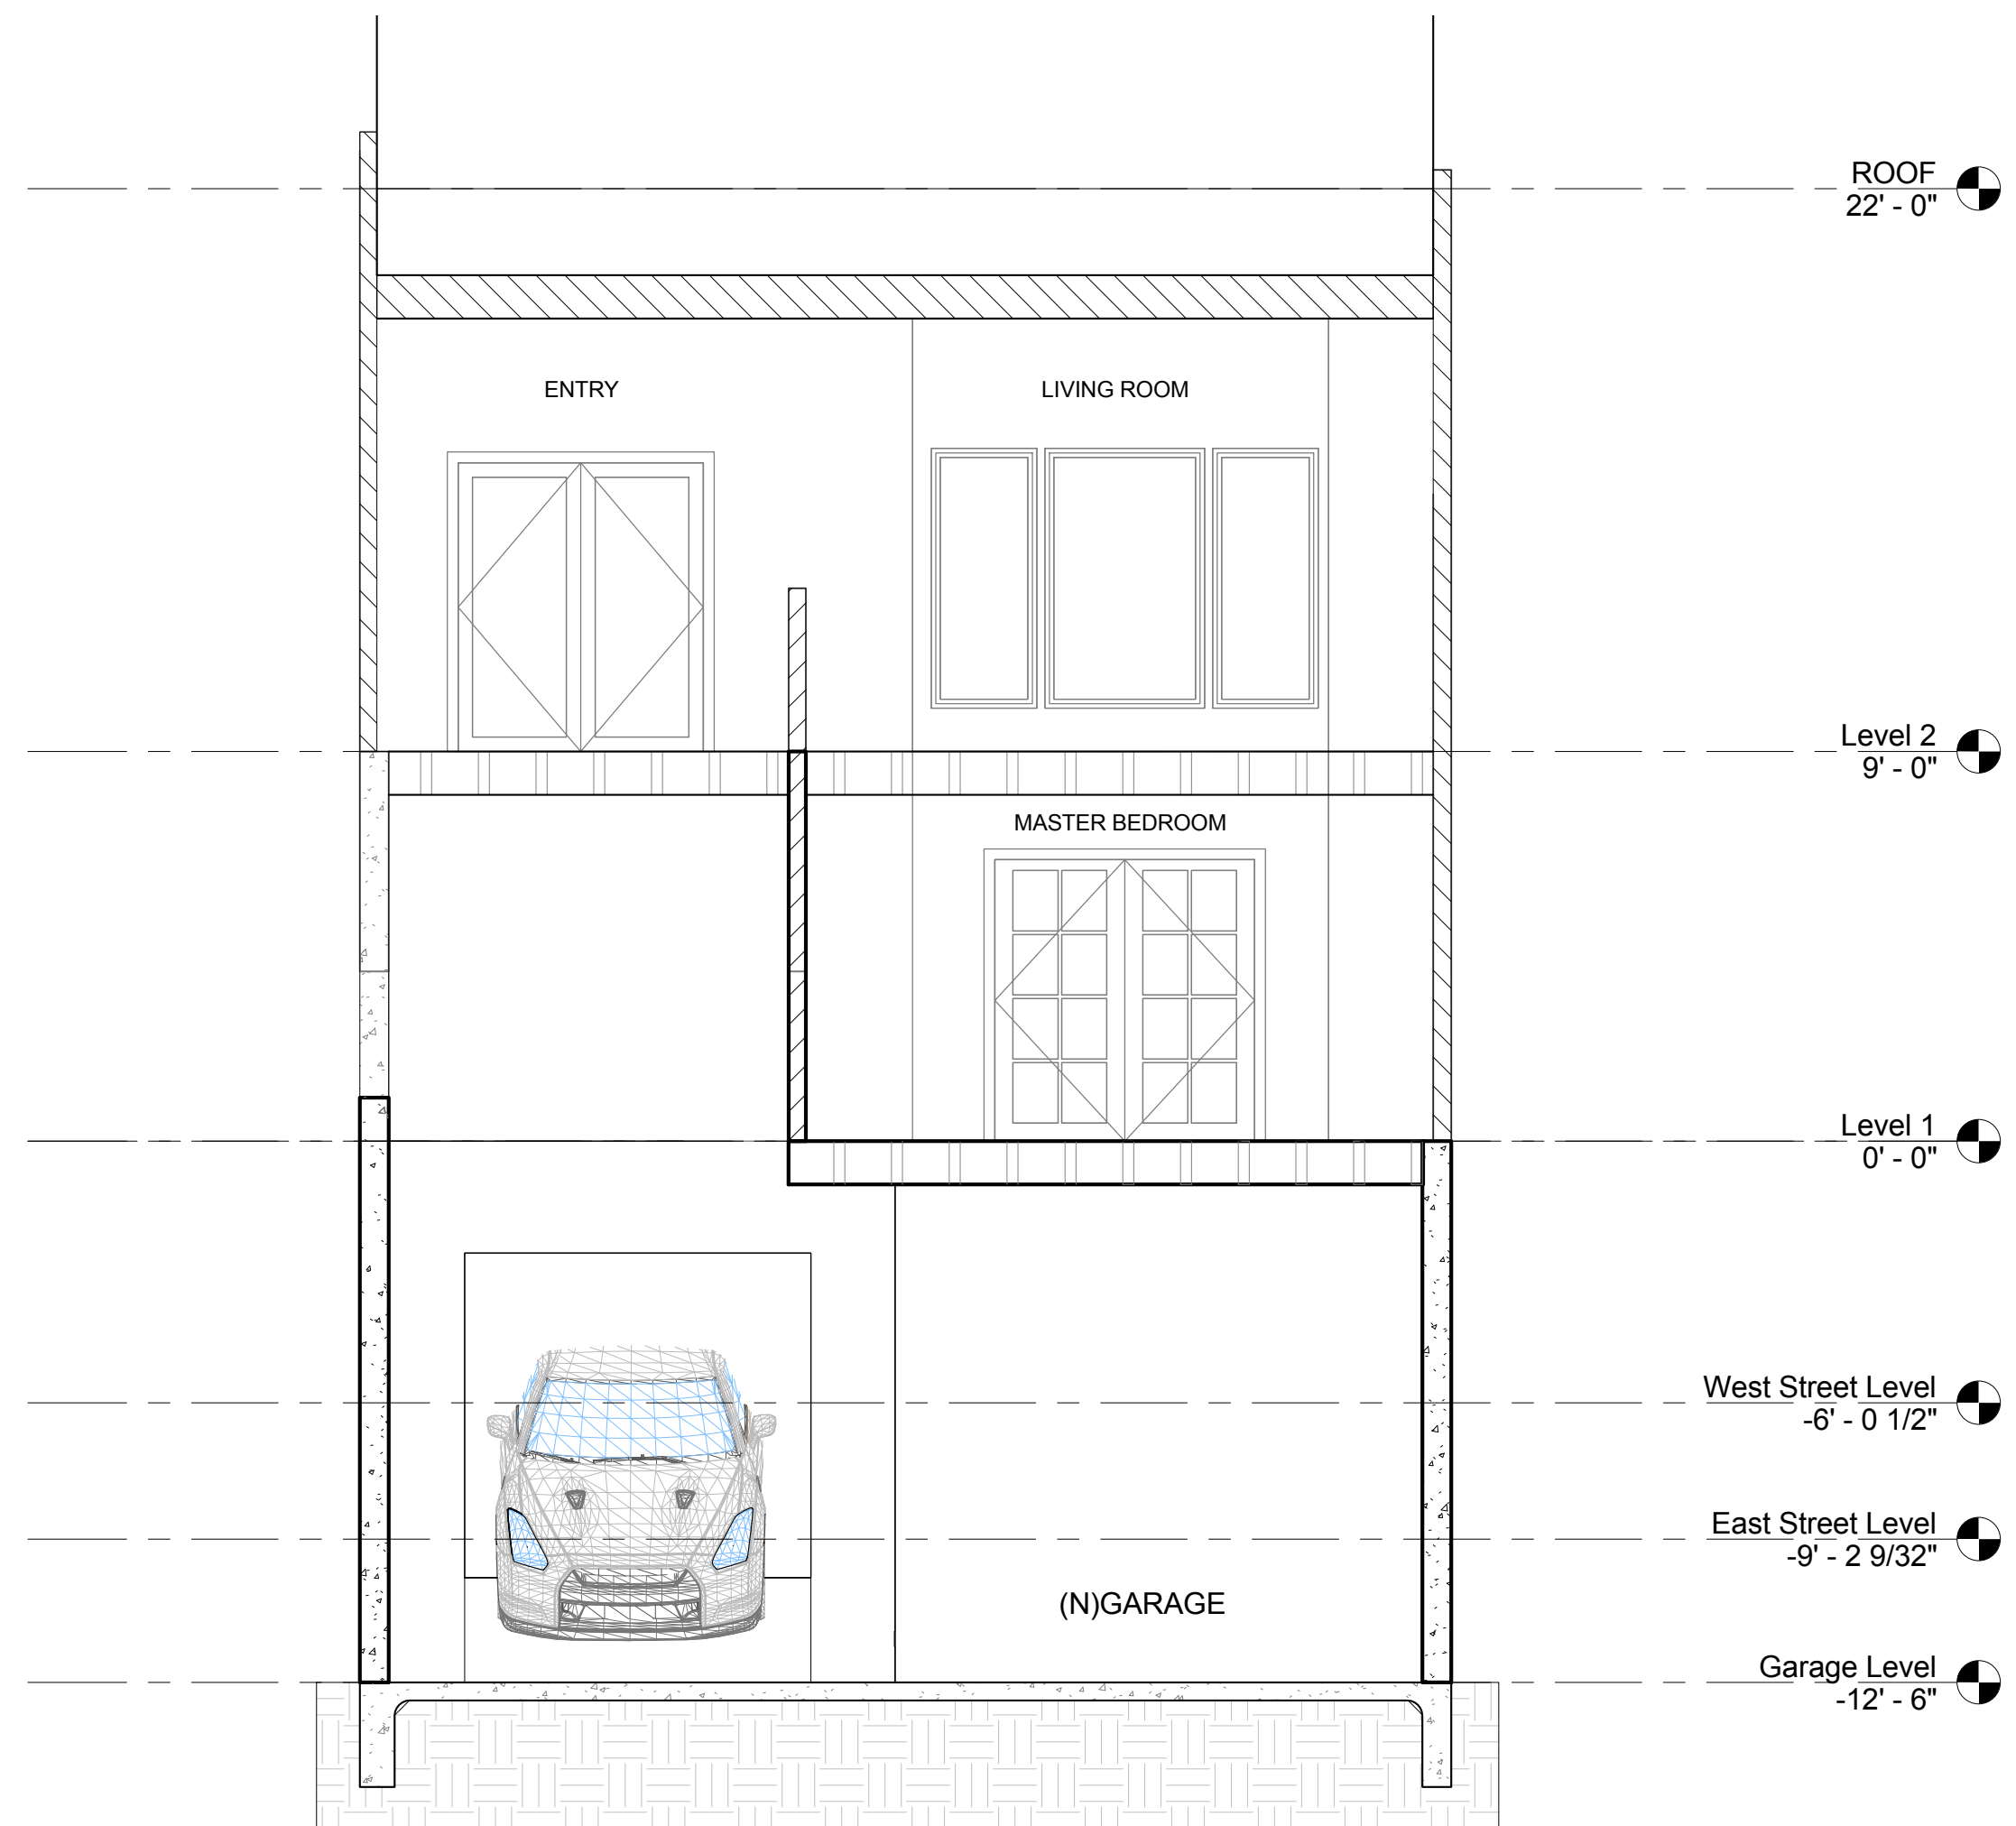 ROOF
22' - 0"
ENTRY
LIVING ROOM
Level 2
9' - 0"
MASTER BEDROOM
Level 1
0' - 0"
West Street Level
-6' - 0 1/2"
East Street Level
-9' - 2 9/32"
(N)GARAGE
Garage Level
-12' - 6"